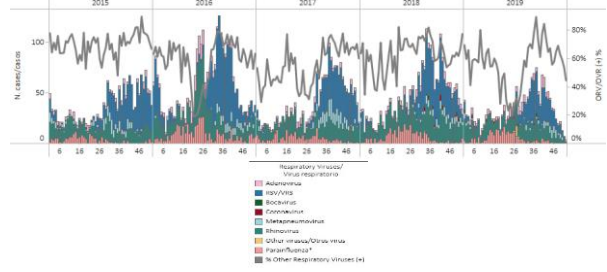 2015 2016 2017 2018 2019
100
50
0
N. cases/casos
80%
60%
40%
20%
0%
ORV/OVR (+) %
6 16 26 36 46 6 16 26 36 46 6 16 26 36 46 6 16 26 36 46 6 16 26 36 46
Respiratory Viruses/
Virus respiratorio
Adenovirus
RSV/VRS
Bocavirus
Coronavirus
Metapneumovirus
Rhinovirus
Other viruses/Otros virus
Parainfluenza*
% Other Respiratory Viruses (+)